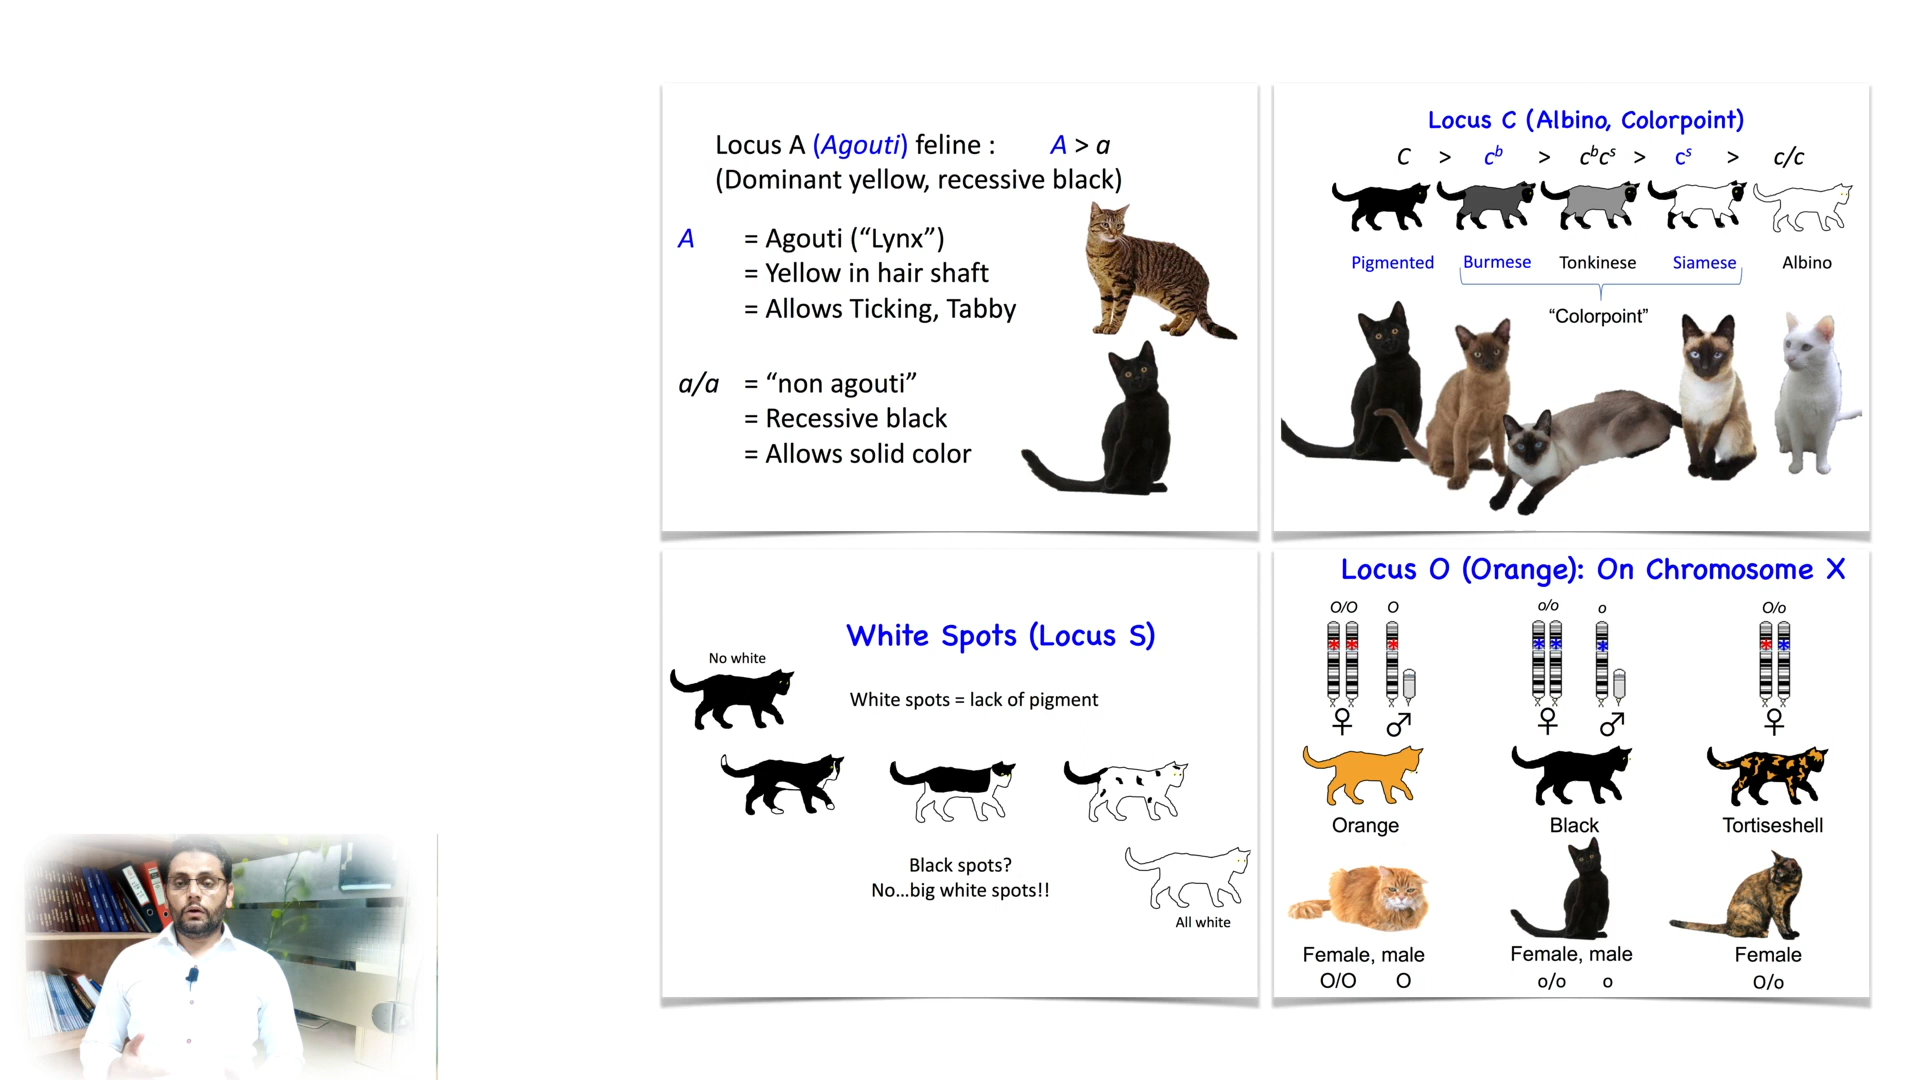 Locus A (Agouti) feline : A > a
(Dominant yellow, recessive black)
A = Agouti (“Lynx”)
= Yellow in hair shaft
= Allows Ticking, Tabby
a/a = “non agouti”
= Recessive black
= Allows solid color
Locus C (Albino, Colorpoint)
C > cᵇ > cᵇcˢ > cˢ > c/c
Pigmented Burmese Tonkinese Siamese Albino
“Colorpoint”
White Spots (Locus S)
No white
White spots = lack of pigment
Black spots?
No...big white spots!!
All white
Locus O (Orange): On Chromosome X
O/O O o/o o O/o
♀ ♂ ♀ ♂ ♀
Orange Black Tortiseshell
Female, male Female, male Female
O/O O o/o o O/o